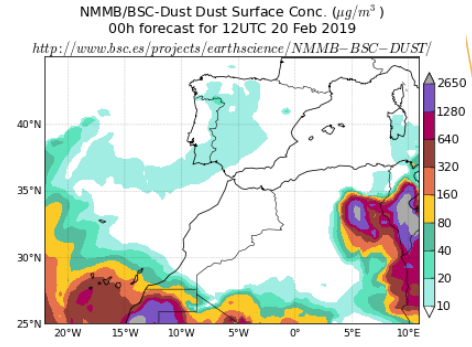 NMMB/BSC-Dust Dust Surface Conc. (μg/m³)
00h forecast for 12UTC 20 Feb 2019
http://www.bsc.es/projects/earthscience/NMMB−BSC−DUST/
40°N
35°N
30°N
25°N
20°W 15°W 10°W 5°W 0° 5°E 10°E
2650
1280
640
320
160
80
40
20
10